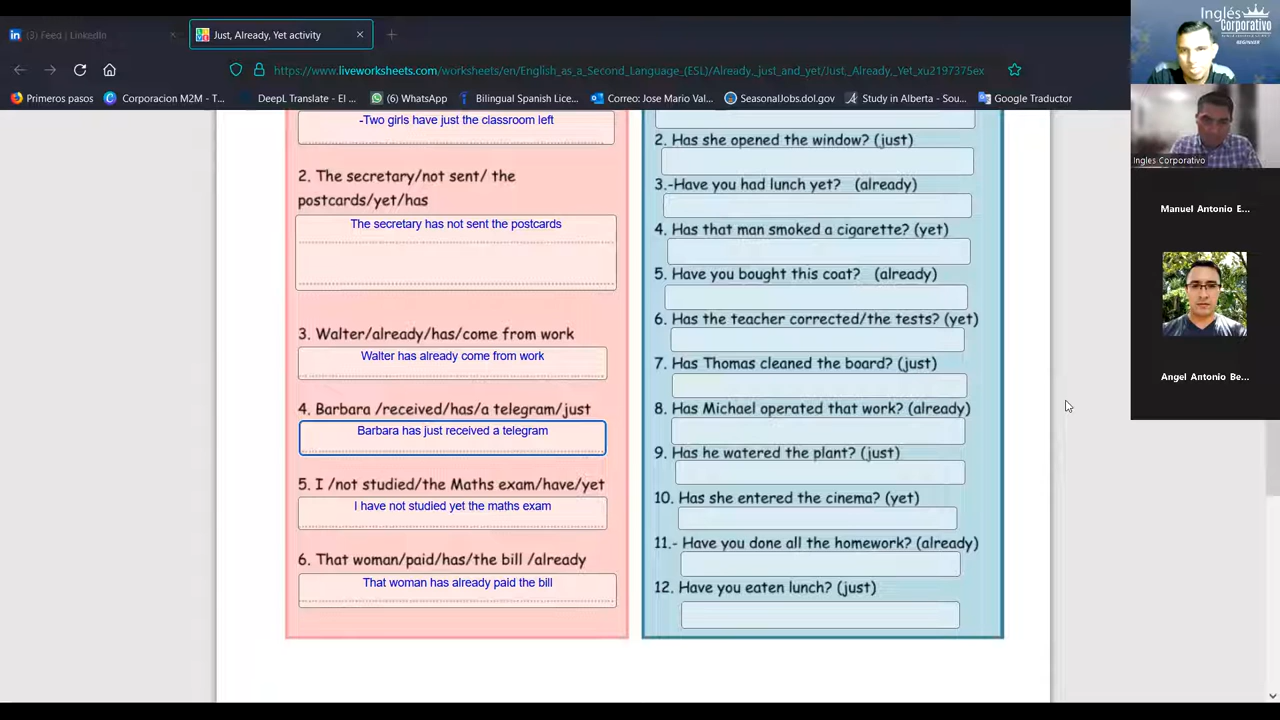 (3) Feed | LinkedIn
Just, Already, Yet activity
https://www.liveworksheets.com/worksheets/en/English_as_a_Second_Language_(ESL)/Already,_just_and_yet/Just,_Already,_Yet_xu2197375ex
Primeros pasos
Corporacion M2M - T...
DeepL Translate - El ...
(6) WhatsApp
Bilingual Spanish Lice...
Correo: Jose Mario Val...
SeasonalJobs.dol.gov
Study in Alberta - Sou...
Google Traductor
-Two girls have just the classroom left
2. The secretary/not sent/ the
postcards/yet/has
The secretary has not sent the postcards
3. Walter/already/has/come from work
Walter has already come from work
4. Barbara /received/has/a telegram/just
Barbara has just received a telegram
5. I /not studied/the Maths exam/have/yet
I have not studied yet the maths exam
6. That woman/paid/has/the bill /already
That woman has already paid the bill
2. Has she opened the window? (just)
3.-Have you had lunch yet? (already)
4. Has that man smoked a cigarette? (yet)
5. Have you bought this coat? (already)
6. Has the teacher corrected/the tests? (yet)
7. Has Thomas cleaned the board? (just)
8. Has Michael operated that work? (already)
9. Has he watered the plant? (just)
10. Has she entered the cinema? (yet)
11.- Have you done all the homework? (already)
12. Have you eaten lunch? (just)
Inglés
Corporativo
BEGINNER
Ingles Corporativo
Manuel Antonio E...
Angel Antonio Be...